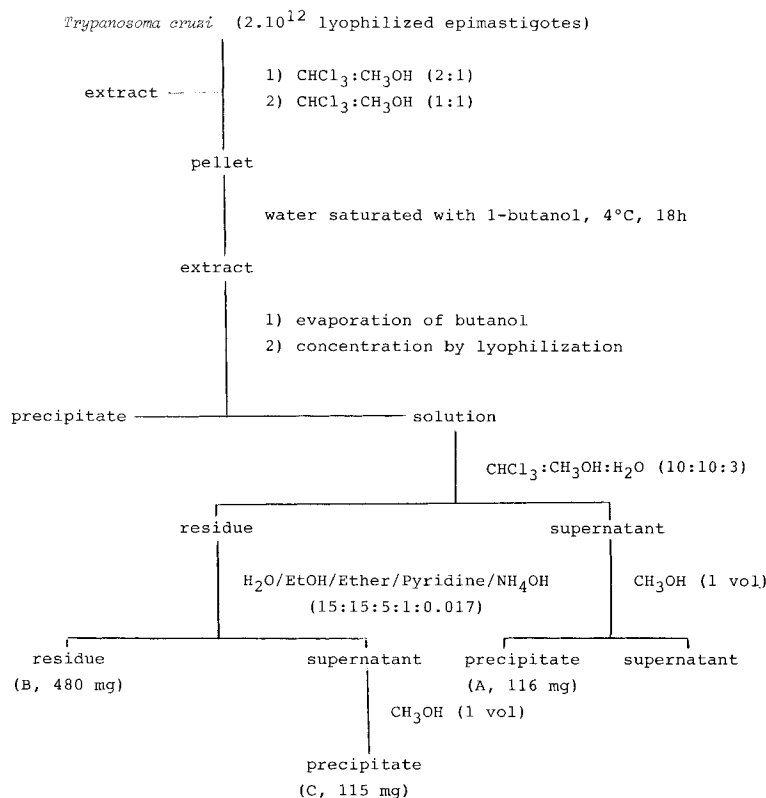 Trypanosoma cruzi (2.10¹² lyophilized epimastigotes)
1) CHCl₃:CH₃OH (2:1)
extract
2) CHCl₃:CH₃OH (1:1)
pellet
water saturated with 1-butanol, 4°C, 18h
extract
1) evaporation of butanol
2) concentration by lyophilization
precipitate
solution
CHCl₃:CH₃OH:H₂O (10:10:3)
residue
supernatant
H₂O/EtOH/Ether/Pyridine/NH₄OH
(15:15:5:1:0.017)
CH₃OH (1 vol)
residue
(B, 480 mg)
supernatant
precipitate
(A, 116 mg)
supernatant
CH₃OH (1 vol)
precipitate
(C, 115 mg)